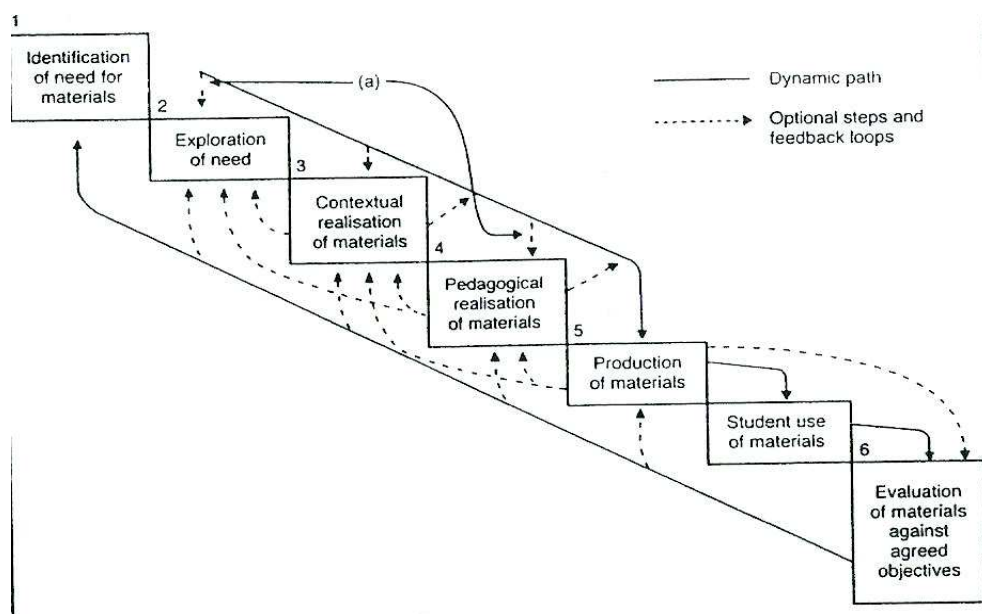 1
Identification
of need for
materials
2
Exploration
of need
3
Contextual
realisation
of materials
4
Pedagogical
realisation
of materials
5
Production
of materials
Student use
of materials
6
Evaluation
of materials
against
agreed
objectives
(a)
Dynamic path
Optional steps and
feedback loops